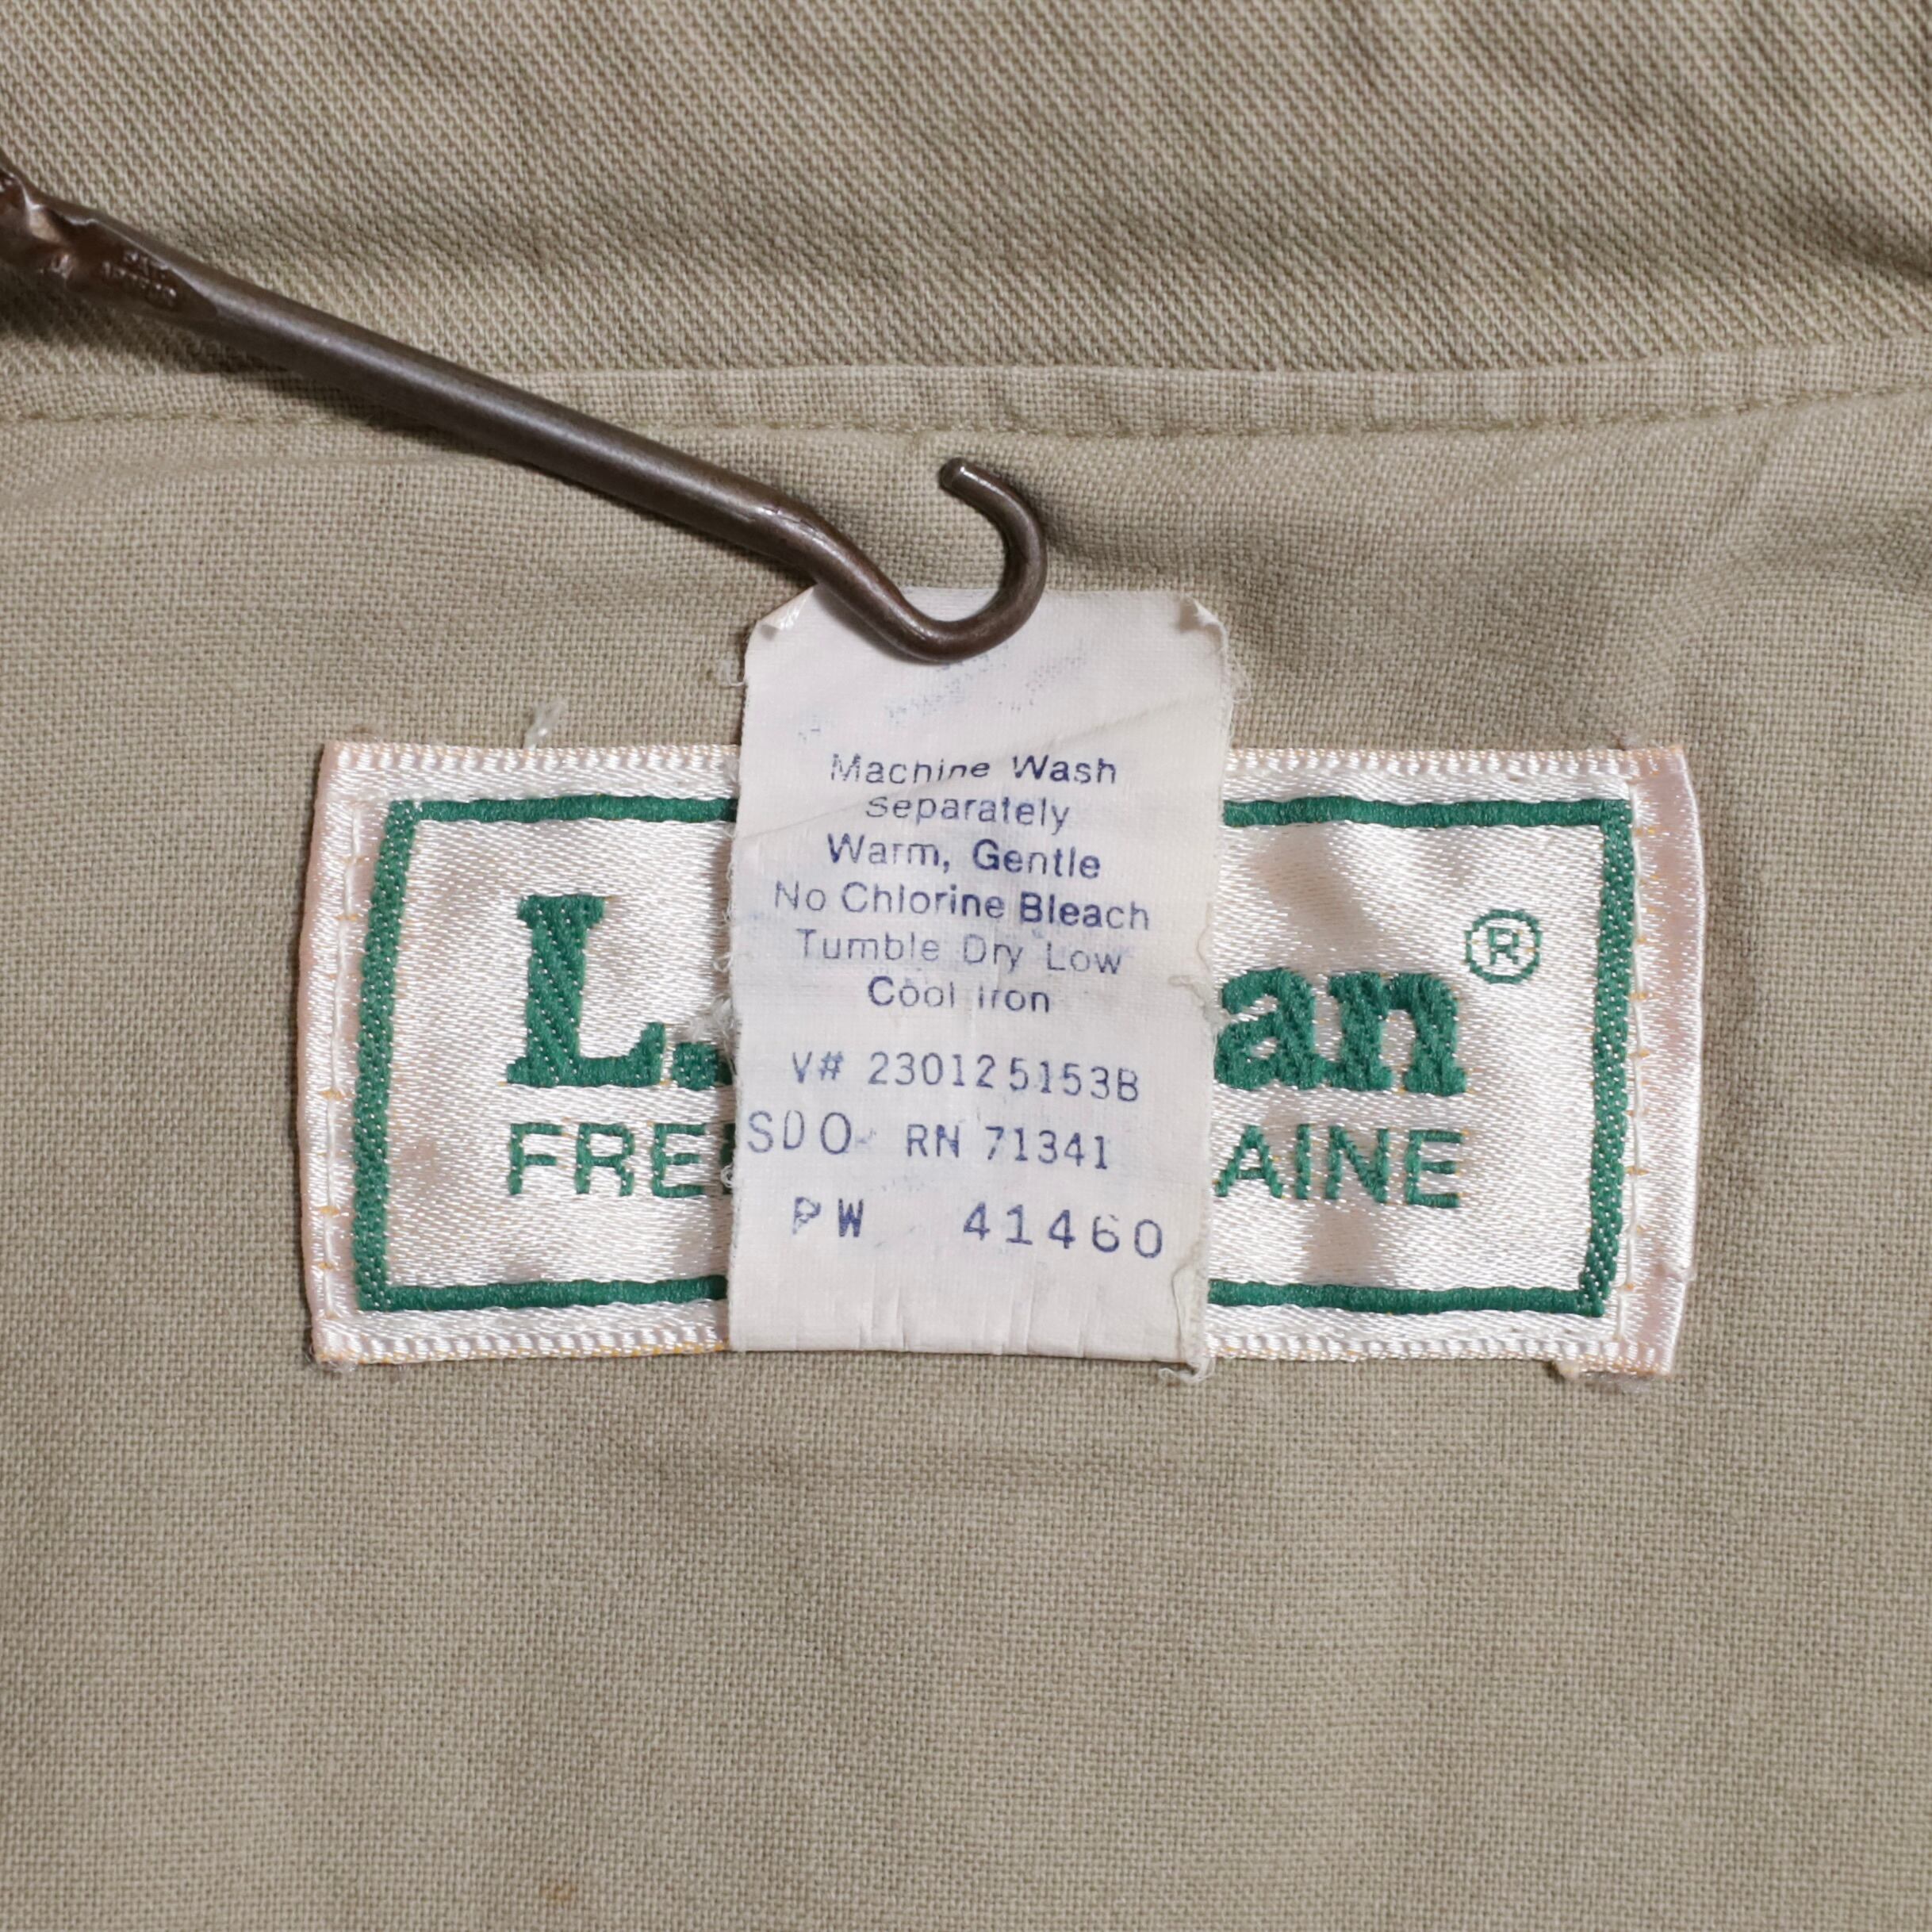 Machine Wash
Separately
Warm, Gentle
No Chlorine Bleach
Tumble Dry Low
Cool Iron
V# 230125153B
SDO RN 71341
PW 41460
L. an®
FRE AINE